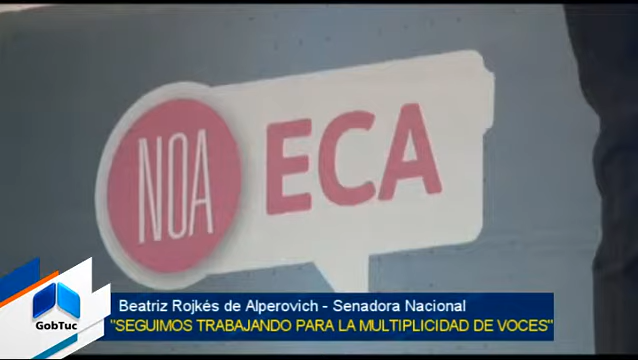 NOA
ECA
Beatriz Rojkés de Alperovich - Senadora Nacional
"SEGUIMOS TRABAJANDO PARA LA MULTIPLICIDAD DE VOCES"
GobTuc